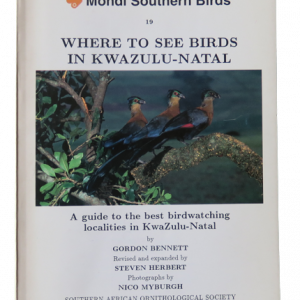 Mondi Southern Birds
19
WHERE TO SEE BIRDS
IN KWAZULU-NATAL
A guide to the best birdwatching
localities in KwaZulu-Natal
by
GORDON BENNETT
Revised and expanded by
STEVEN HERBERT
Photographs by
NICO MYBURGH
SOUTHERN AFRICAN ORNITHOLOGICAL SOCIETY